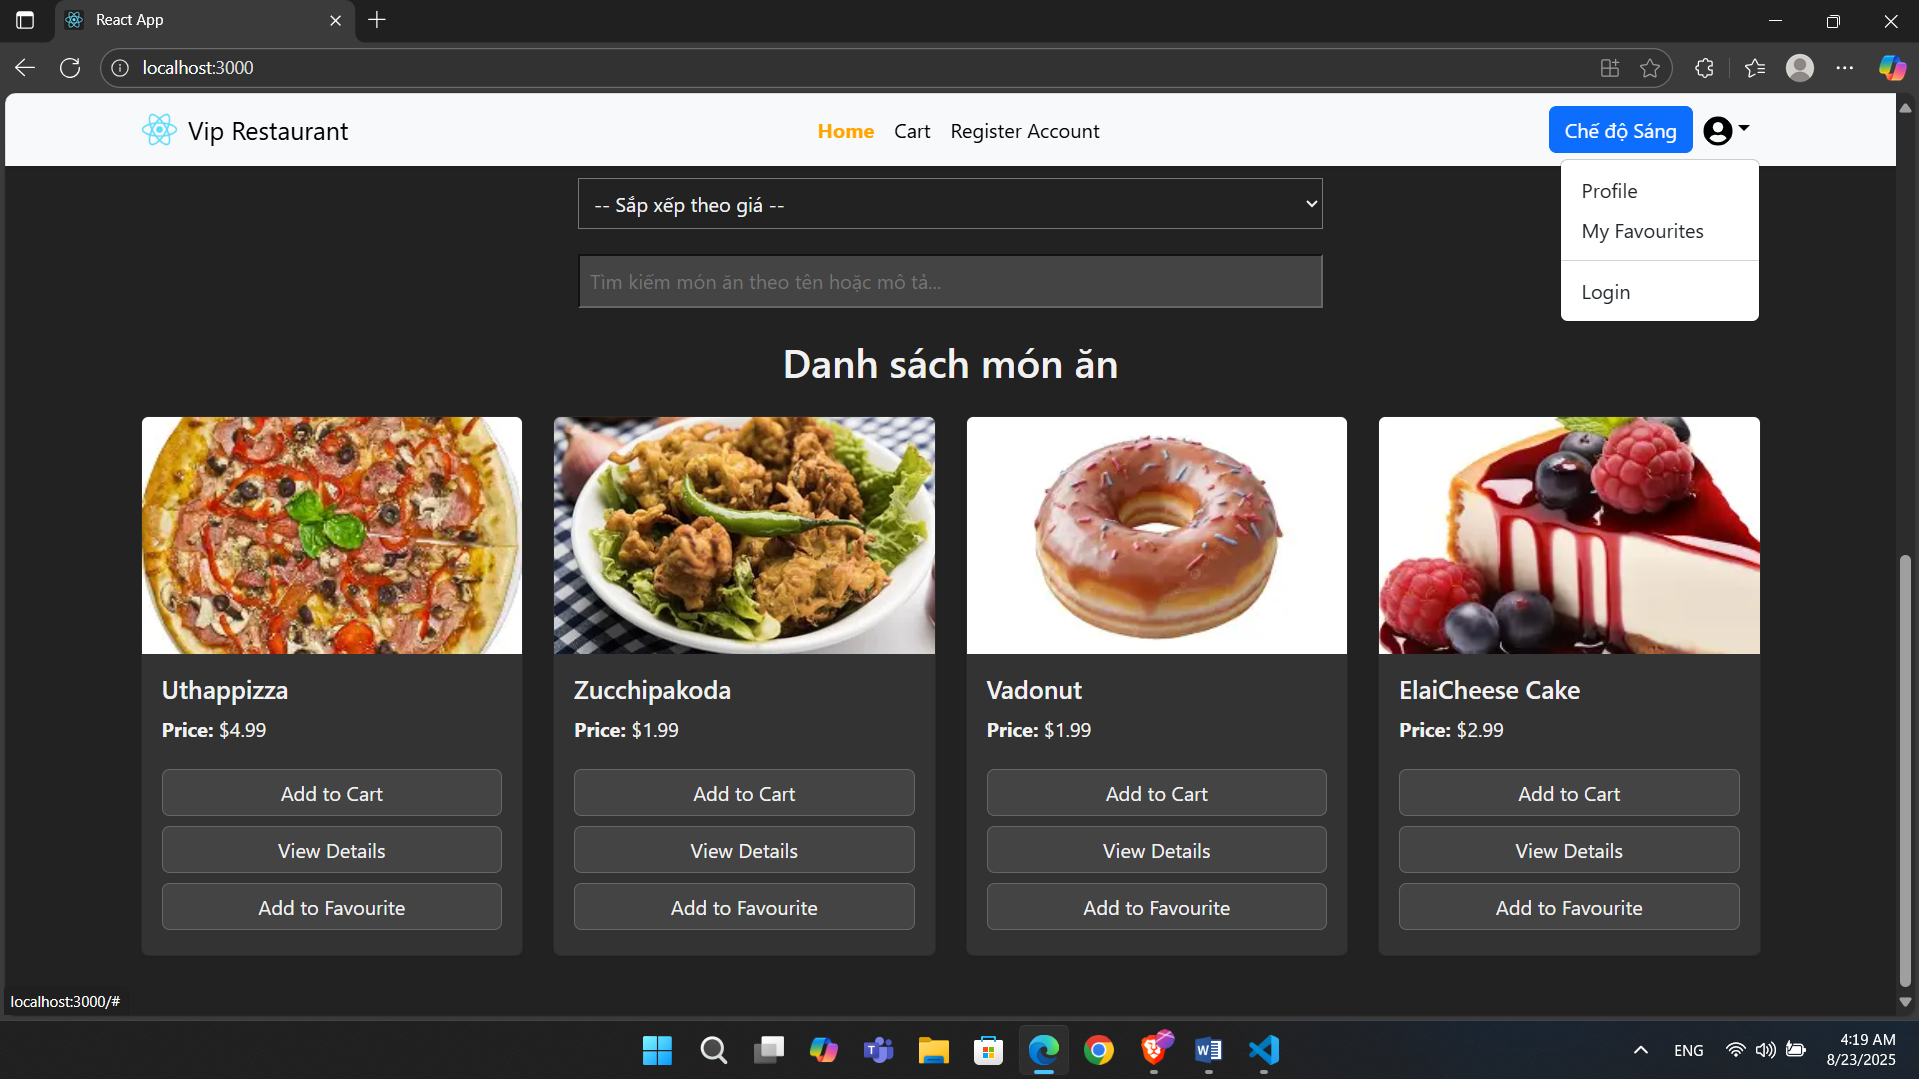 React App
localhost:3000
Vip Restaurant
Home Cart Register Account
Chế độ Sáng
Profile
My Favourites
Login
-- Sắp xếp theo giá --
Tìm kiếm món ăn theo tên hoặc mô tả...
Danh sách món ăn
Uthappizza
Price: $4.99
Add to Cart
View Details
Add to Favourite
Zucchipakoda
Price: $1.99
Add to Cart
View Details
Add to Favourite
Vadonut
Price: $1.99
Add to Cart
View Details
Add to Favourite
ElaiCheese Cake
Price: $2.99
Add to Cart
View Details
Add to Favourite
localhost:3000/#
ENG
4:19 AM
8/23/2025